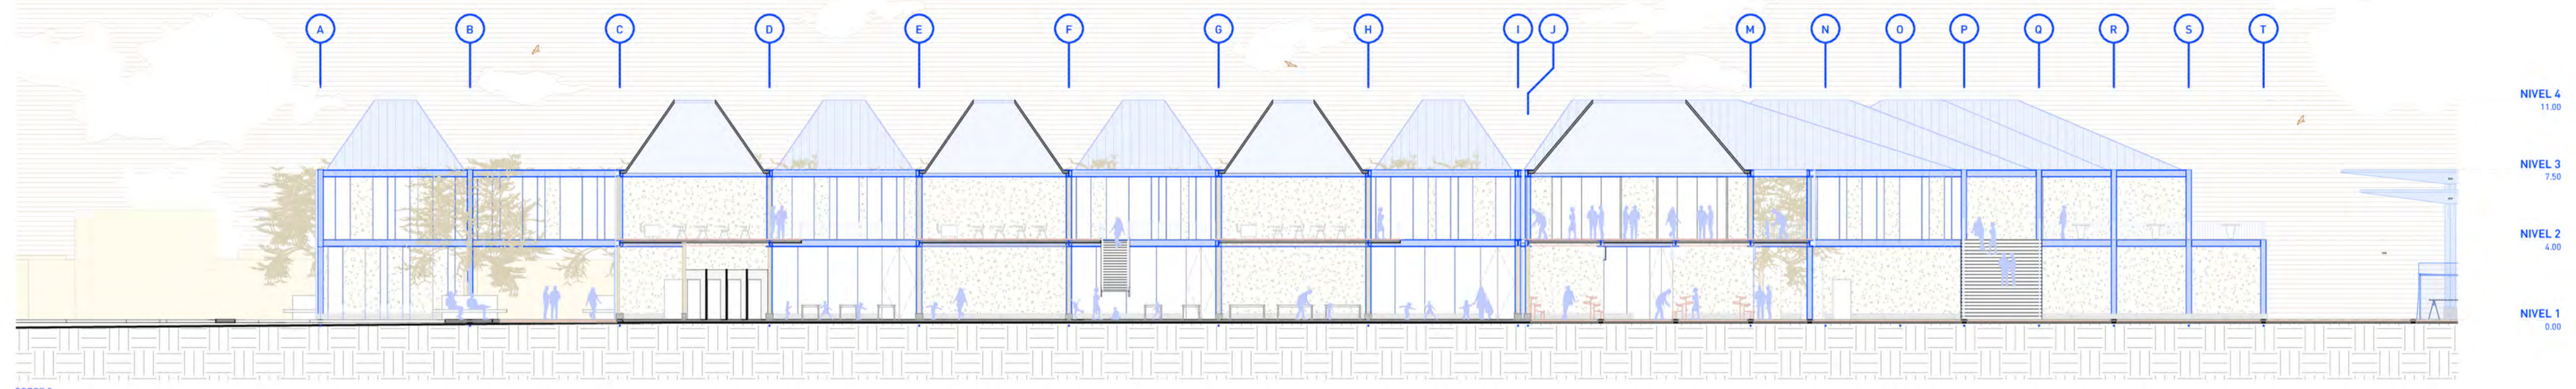 A B C D E F G H I J M N O P Q R S T
NIVEL 4
11.00
NIVEL 3
7.50
NIVEL 2
4.00
NIVEL 1
0.00